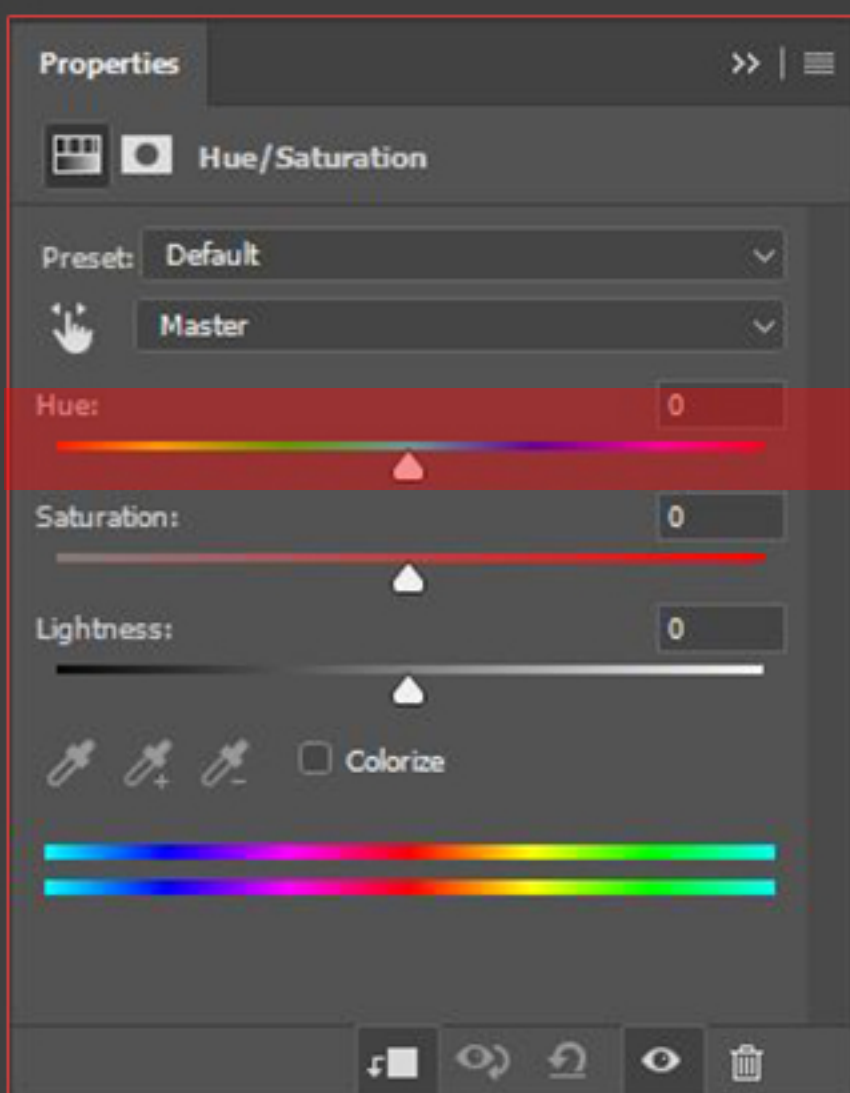 Properties
Hue/Saturation
Preset: Default
Master
Hue: 0
Saturation: 0
Lightness: 0
Colorize